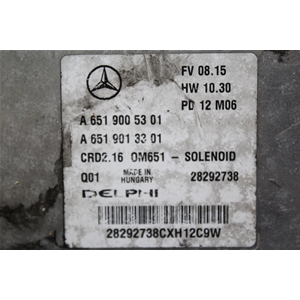 FV 08.15
HW 10.30
PD 12 M06
A 651 900 53 01
A 651 901 33 01
CRD2.16 OM651 - SOLENOID
Q01 MADE IN HUNGARY 28292738
DELPHI
28292738CXH12C9W